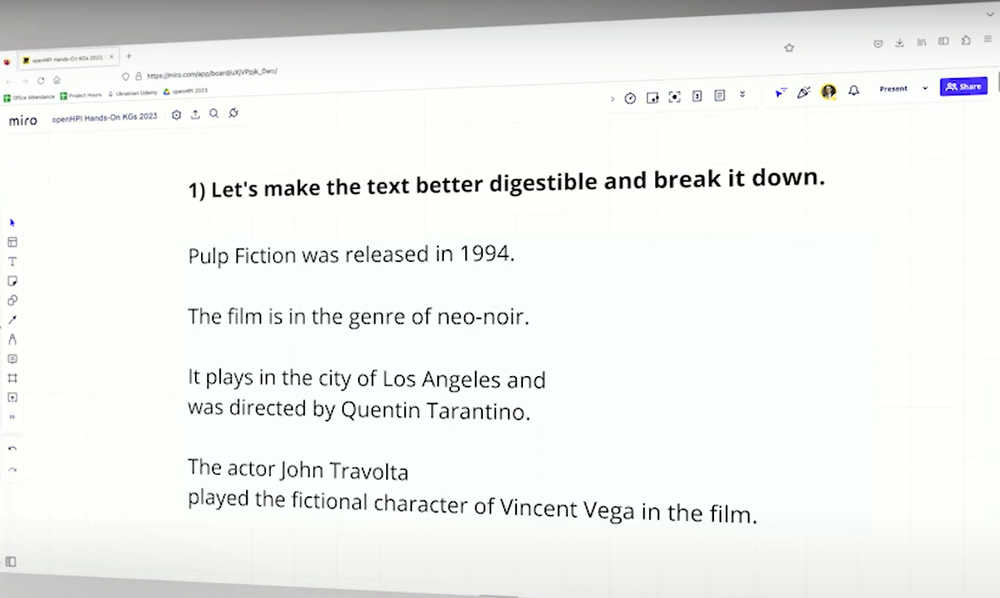 openHPI Hands-On KGs 2023,
https://miro.com/app/board/uXjVPpjk_0w=/
Office Attendance Project Hours Ukrainian Udemy openHPI 2023
miro openHPI Hands-On KGs 2023
3
Present Share
1) Let's make the text better digestible and break it down.
Pulp Fiction was released in 1994.
The film is in the genre of neo-noir.
It plays in the city of Los Angeles and
was directed by Quentin Tarantino.
The actor John Travolta
played the fictional character of Vincent Vega in the film.